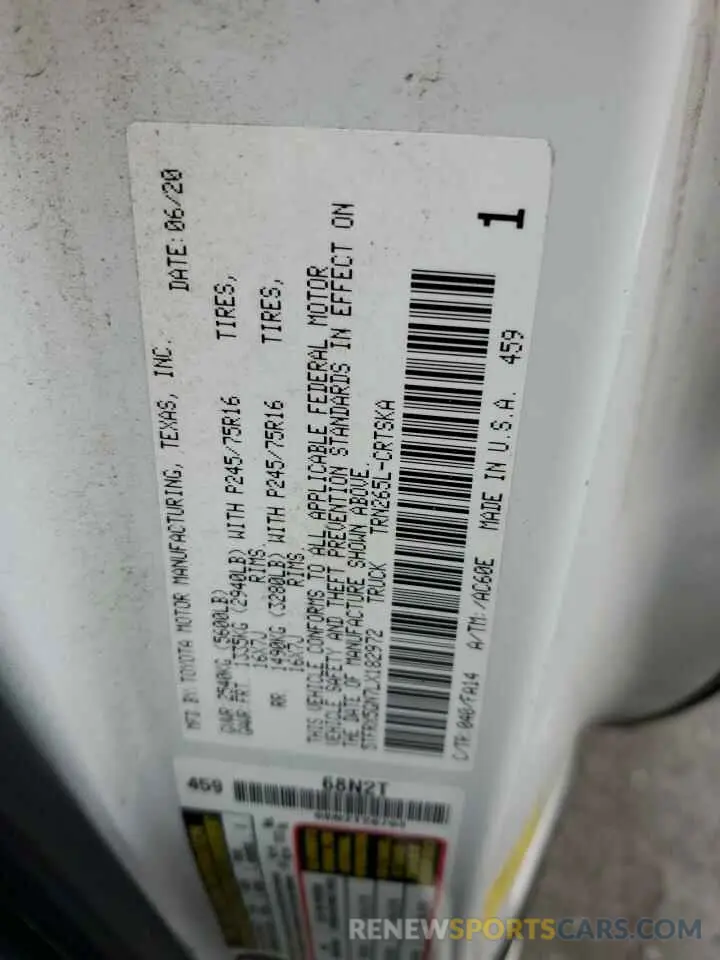 MFD BY: TOYOTA MOTOR MANUFACTURING, TEXAS, INC. DATE: 06/20
GVWR 2540KG (5600LB)
GAWR FRT 1335KG (2940LB) WITH P245/75R16 TIRES,
16X7J RIMS,
RR 1490KG (3280LB) WITH P245/75R16 TIRES,
16X7J RIMS.
THIS VEHICLE CONFORMS TO ALL APPLICABLE FEDERAL MOTOR
VEHICLE SAFETY AND THEFT PREVENTION STANDARDS IN EFFECT ON
DATE OF MANUFACTURE SHOWN ABOVE.
5TFRX5GN7LX182972 TRUCK TRN265L-CRTSKA
1
C/TR: 040/FA14 A/TM: /AC60E MADE IN U.S.A. 459
459 68N2T
RENEWSPORTSCARS.COM